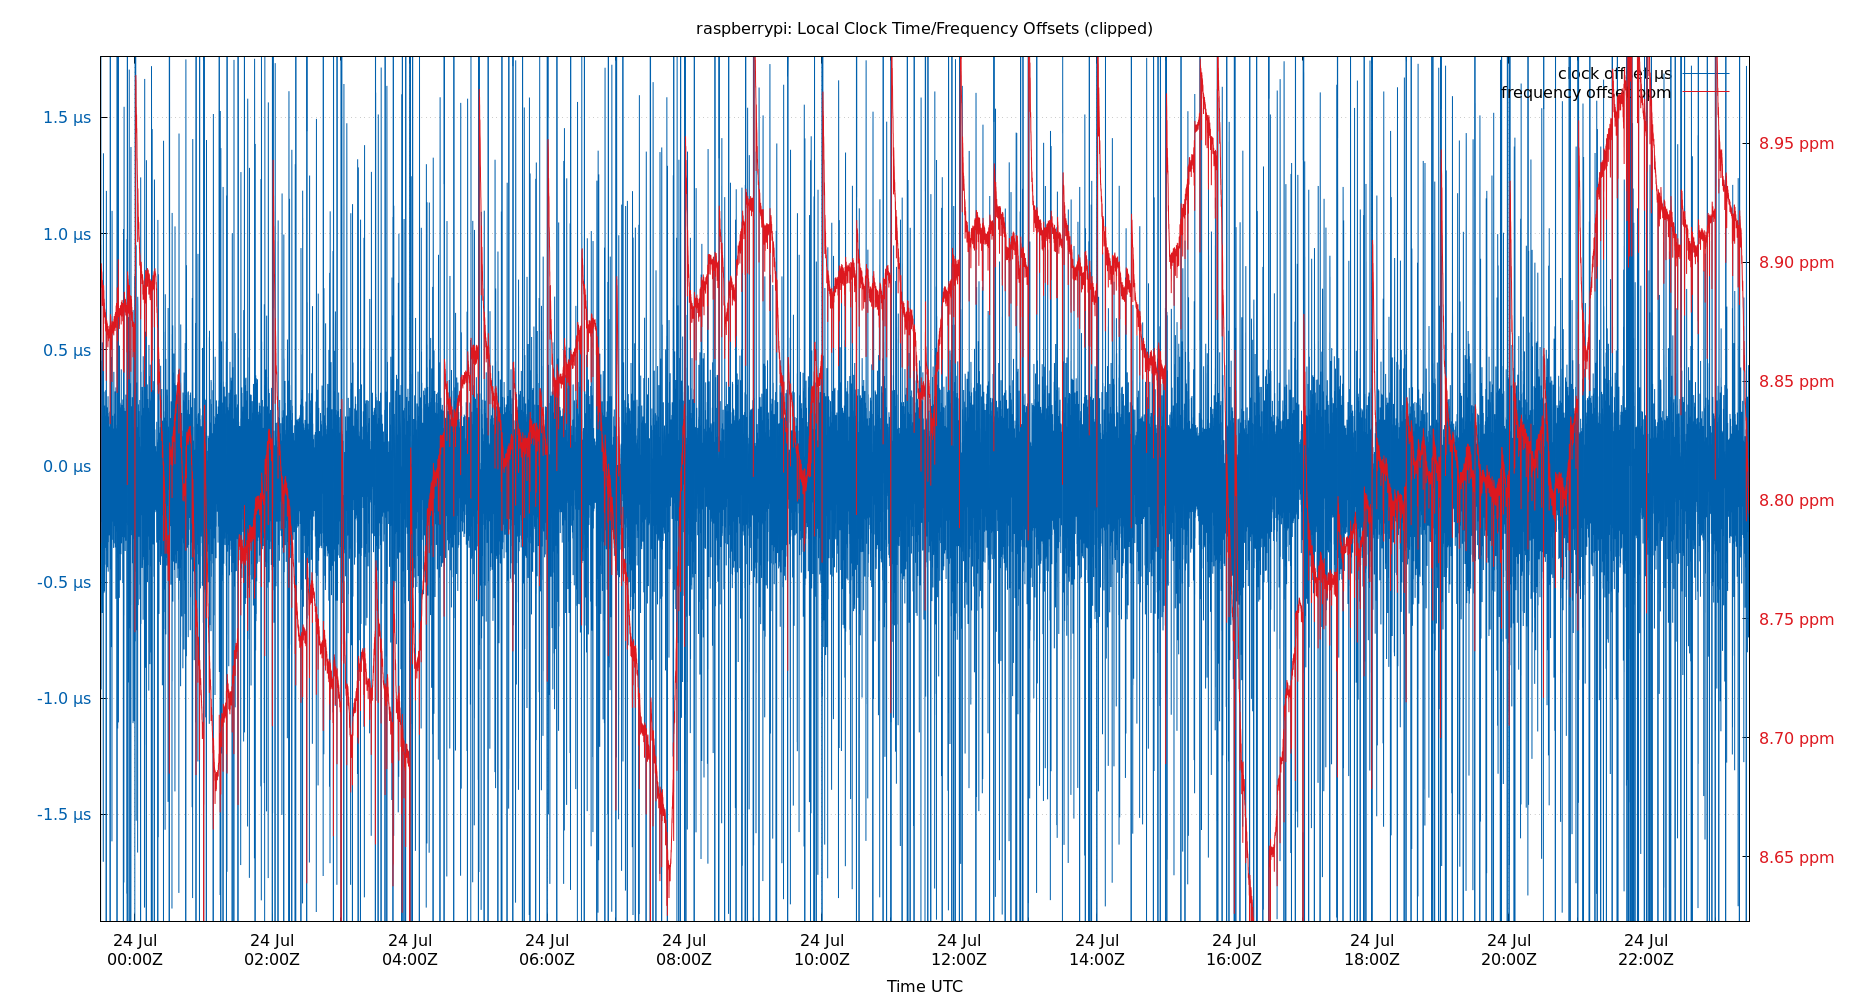 raspberrypi: Local Clock Time/Frequency Offsets (clipped)
clock offset µs
frequency offset ppm
1.5 µs
1.0 µs
0.5 µs
0.0 µs
-0.5 µs
-1.0 µs
-1.5 µs
8.95 ppm
8.90 ppm
8.85 ppm
8.80 ppm
8.75 ppm
8.70 ppm
8.65 ppm
24 Jul 24 Jul 24 Jul 24 Jul 24 Jul 24 Jul 24 Jul 24 Jul 24 Jul 24 Jul 24 Jul 24 Jul
00:00Z 02:00Z 04:00Z 06:00Z 08:00Z 10:00Z 12:00Z 14:00Z 16:00Z 18:00Z 20:00Z 22:00Z
Time UTC